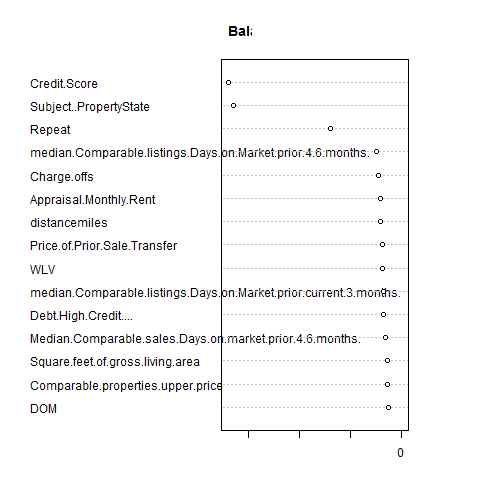 Bala
Credit.Score
Subject..PropertyState
Repeat
median.Comparable.listings.Days.on.Market.prior.4.6.months.
Charge.offs
Appraisal.Monthly.Rent
distancemiles
Price.of.Prior.Sale.Transfer
WLV
median.Comparable.listings.Days.on.Market.prior.current.3.months.
Debt.High.Credit....
Median.Comparable.sales.Days.on.market.prior.4.6.months.
Square.feet.of.gross.living.area
Comparable.properties.upper.price
DOM
0